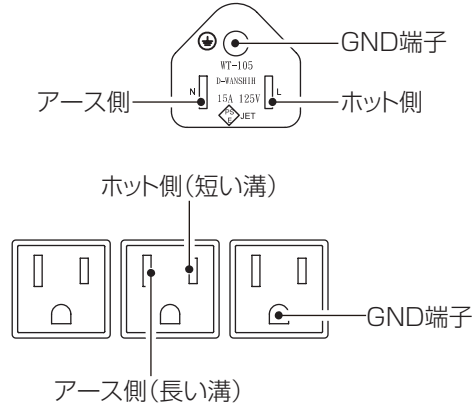 GND端子
WT-105
D-WANSHIH
アース側
N
L
ホット側
15A 125V
PS
E
JET
ホット側（短い溝）
GND端子
アース側（長い溝）